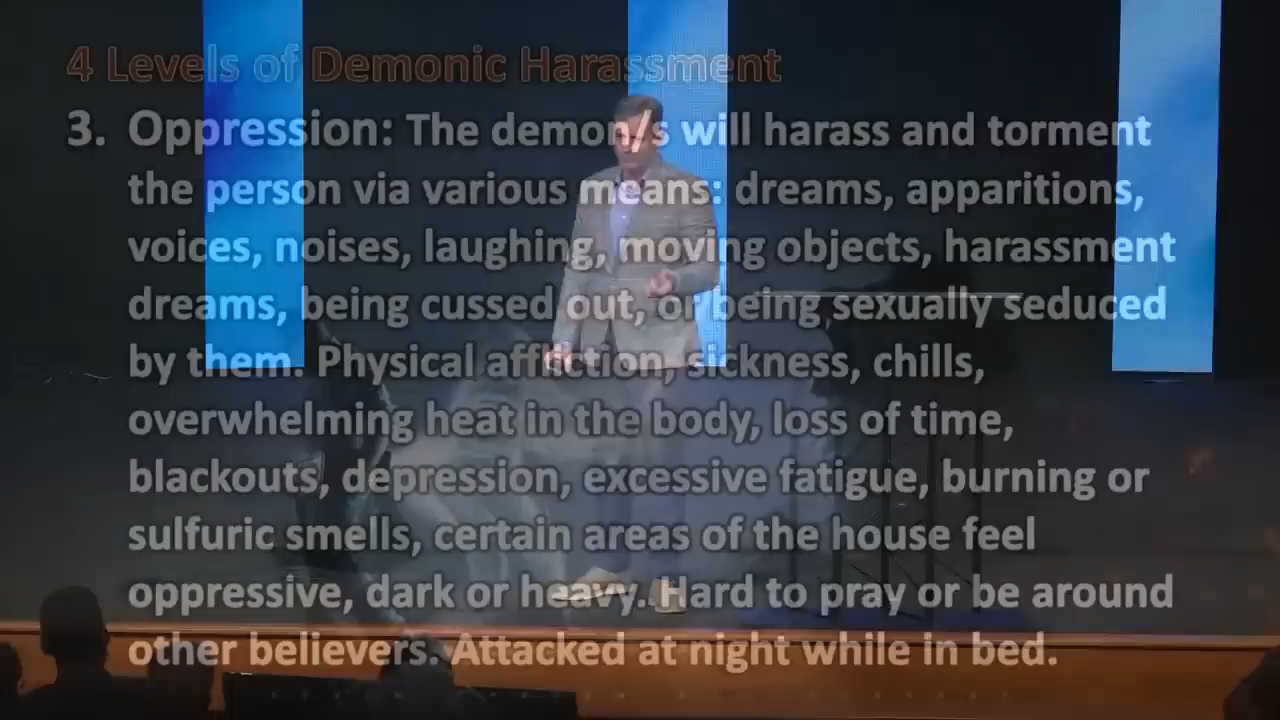 4 Levels of Demonic Harassment
3. Oppression: The demon/s will harass and torment
the person via various means: dreams, apparitions,
voices, noises, laughing, moving objects, harassment
dreams, being cussed out, or being sexually seduced
by them. Physical affliction, sickness, chills,
overwhelming heat in the body, loss of time,
blackouts, depression, excessive fatigue, burning or
sulfuric smells, certain areas of the house feel
oppressive, dark or heavy. Hard to pray or be around
other believers. Attacked at night while in bed.